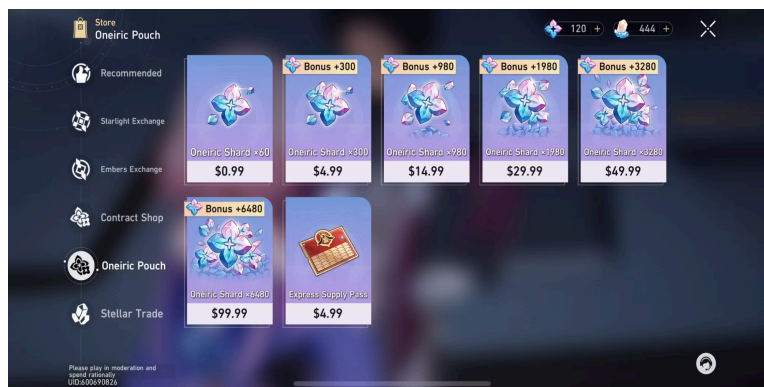 Store
Oneiric Pouch
120 +
444 +
Recommended
Starlight Exchange
Embers Exchange
Contract Shop
Oneiric Pouch
Stellar Trade
Oneiric Shard ×60
$0.99
Bonus +300
Oneiric Shard ×300
$4.99
Bonus +980
Oneiric Shard ×980
$14.99
Bonus +1980
Oneiric Shard ×1980
$29.99
Bonus +3280
Oneiric Shard ×3280
$49.99
Bonus +6480
Oneiric Shard ×6480
$99.99
Express Supply Pass
$4.99
Please play in moderation and
spend rationally
UID:600690826